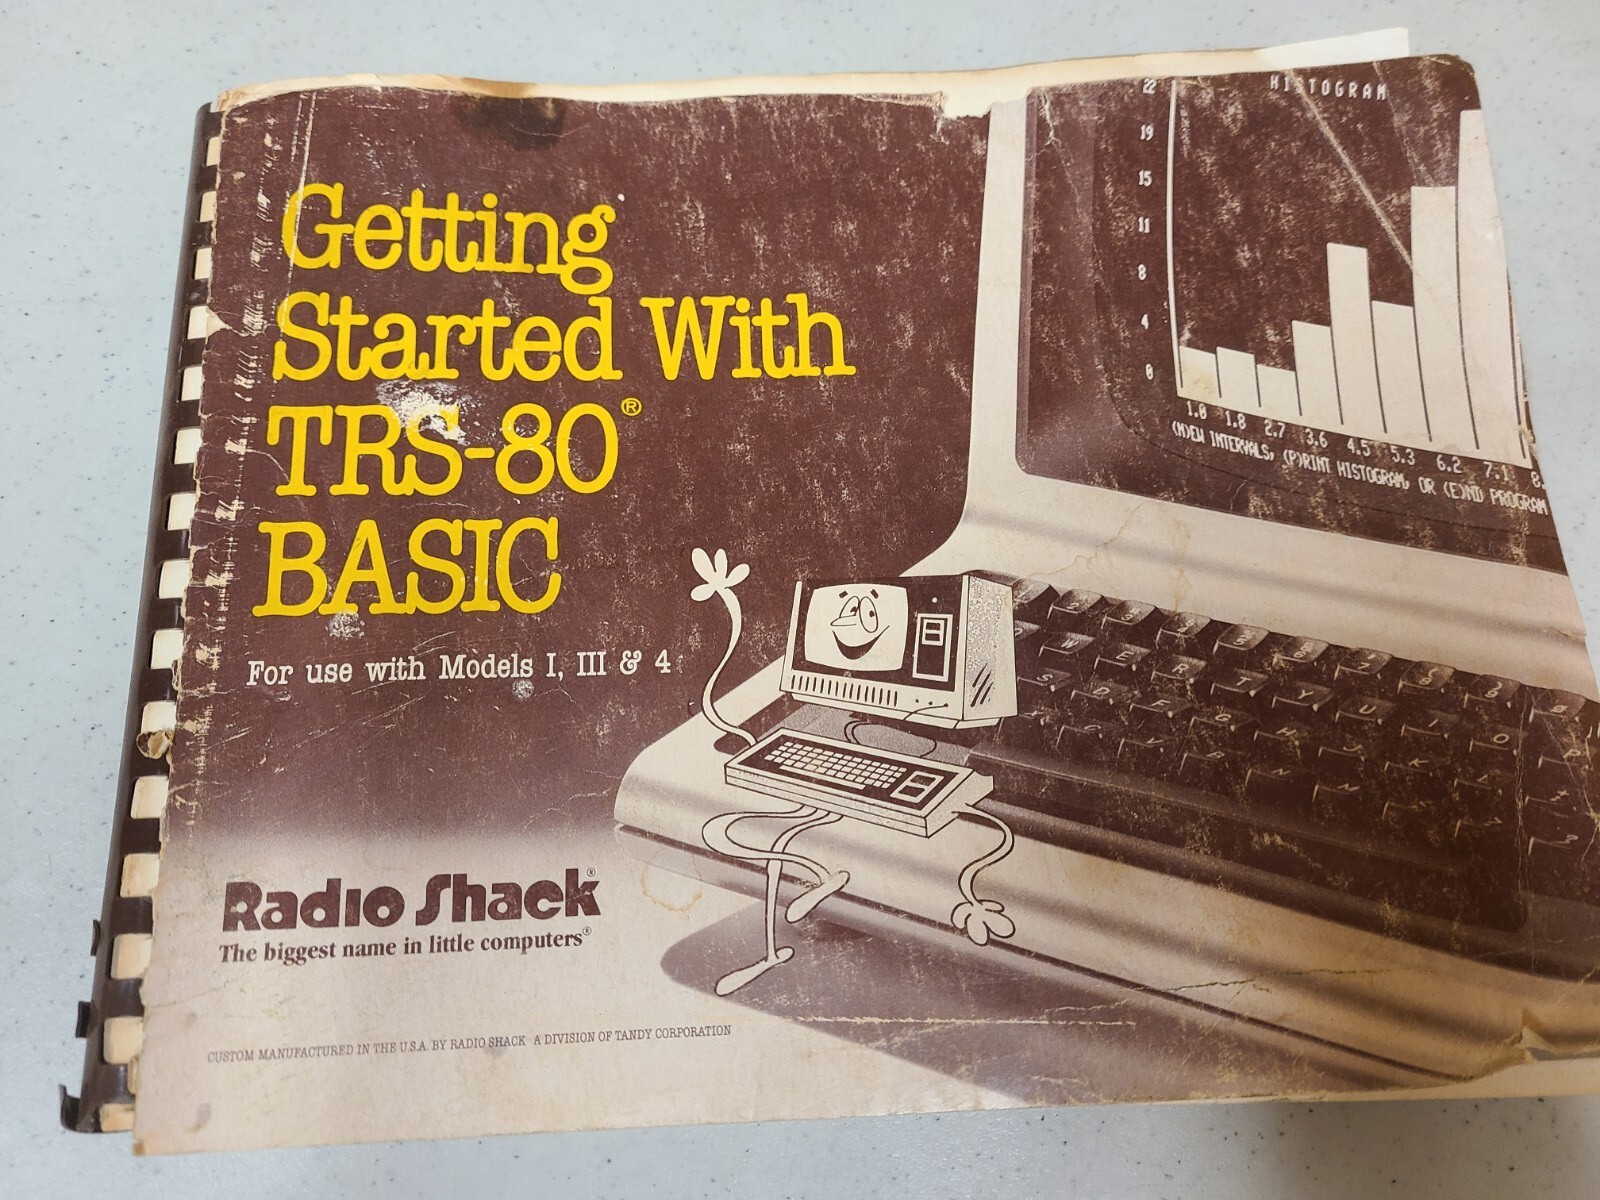 Getting
Started With
TRS-80®
BASIC
For use with Models I, III & 4
Radio Shack®
The biggest name in little computers®
CUSTOM MANUFACTURED IN THE U.S.A. BY RADIO SHACK A DIVISION OF TANDY CORPORATION
HISTOGRAM
22
19
15
11
8
4
0
1.0 1.8 2.7 3.6 4.5 5.3 6.2 7.1 8.
(N)EW INTERVALS, (P)RINT HISTOGRAM, OR (E)ND PROGRAM
2 3
W E R T Y U I O P
S D F G H J K L
C V B N M